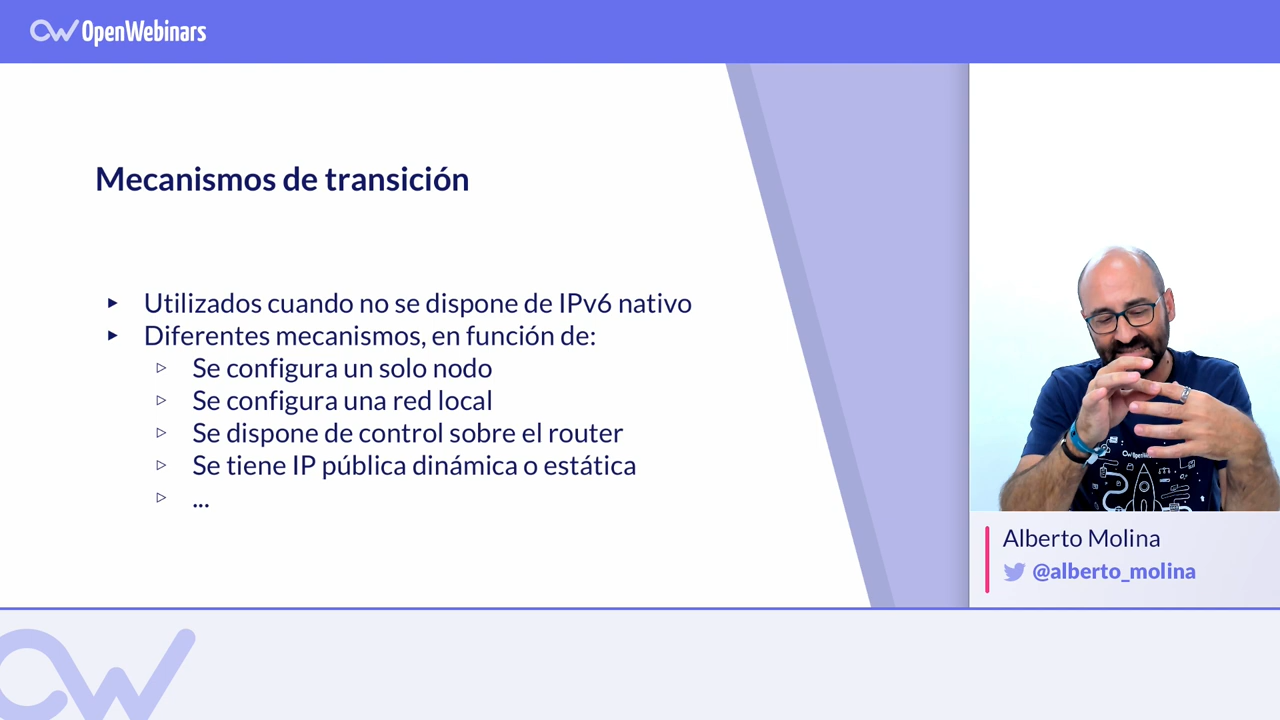 OpenWebinars
Mecanismos de transición
Utilizados cuando no se dispone de IPv6 nativo
Diferentes mecanismos, en función de:
Se configura un solo nodo
Se configura una red local
Se dispone de control sobre el router
Se tiene IP pública dinámica o estática
...
Alberto Molina
@alberto_molina